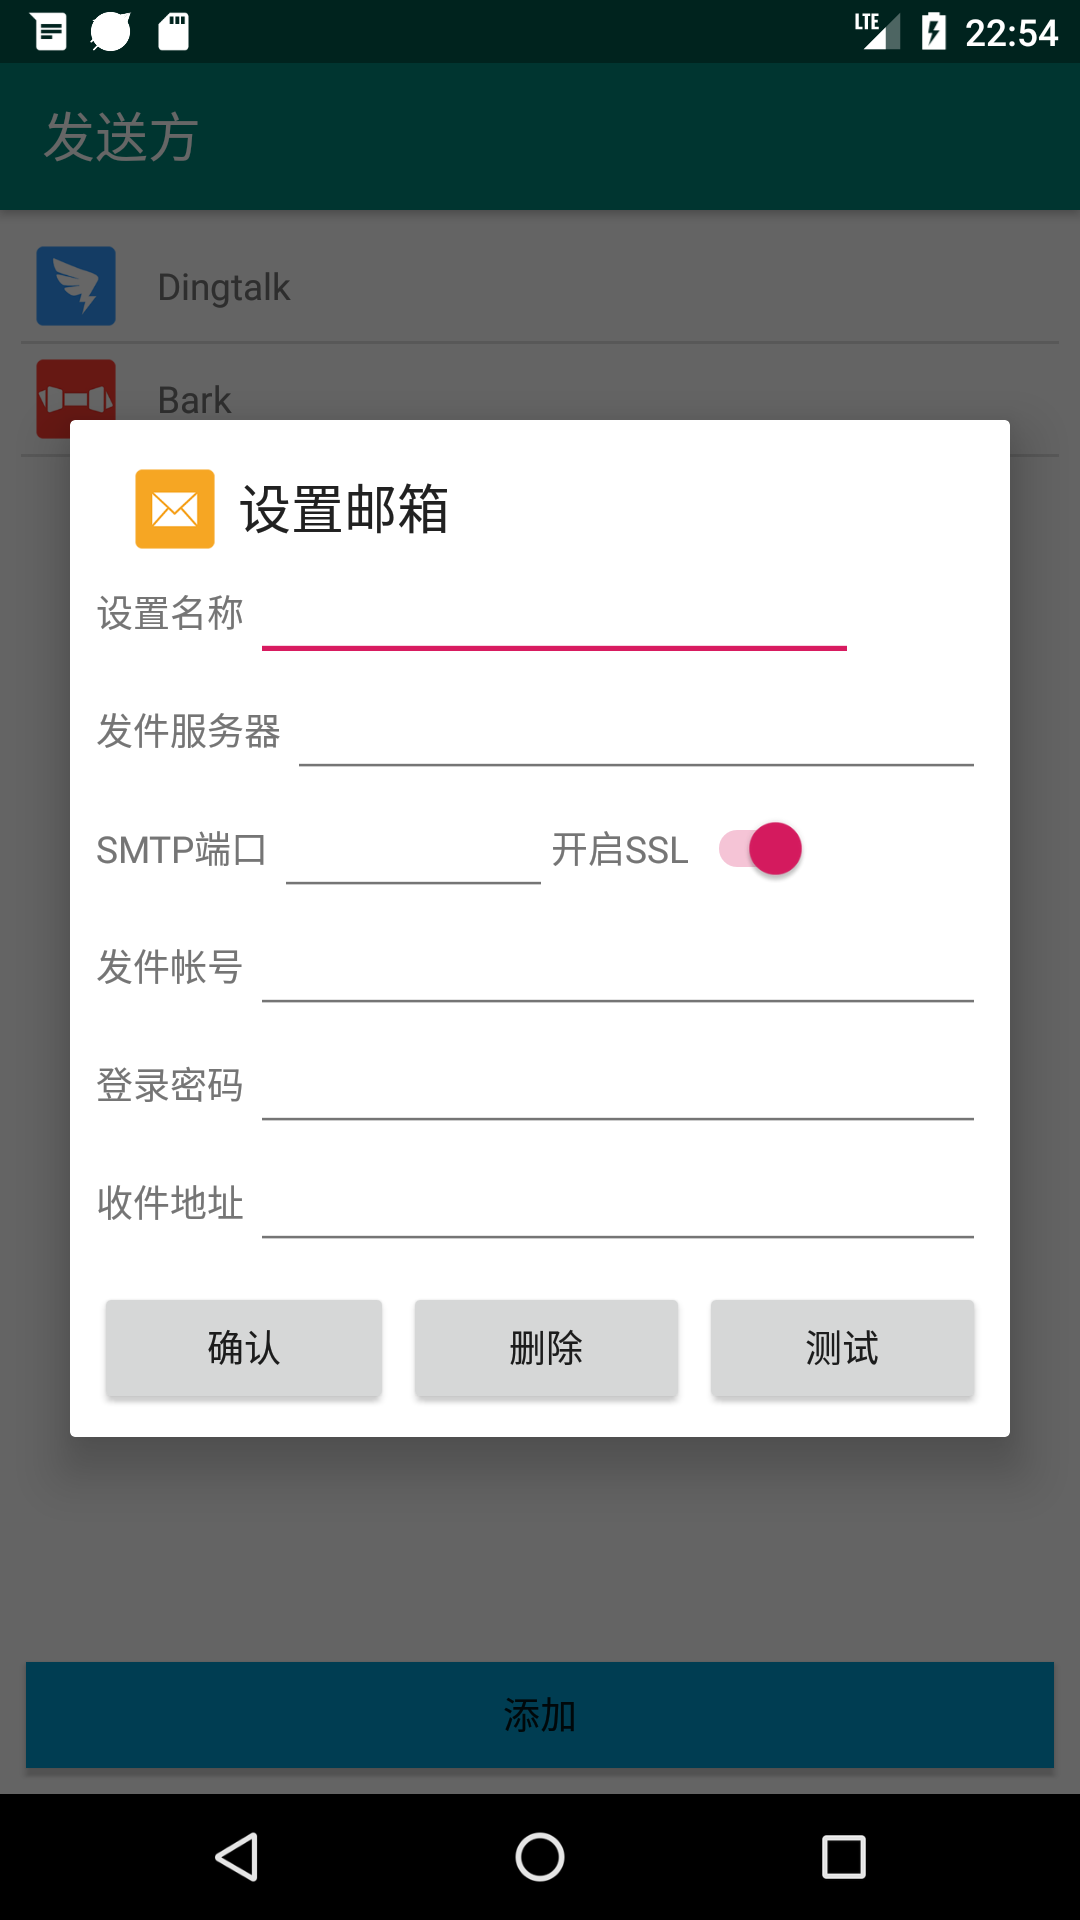 LTE 22:54
发送方
Dingtalk
Bark
设置邮箱
设置名称
发件服务器
SMTP端口 开启SSL
发件帐号
登录密码
收件地址
确认 删除 测试
添加